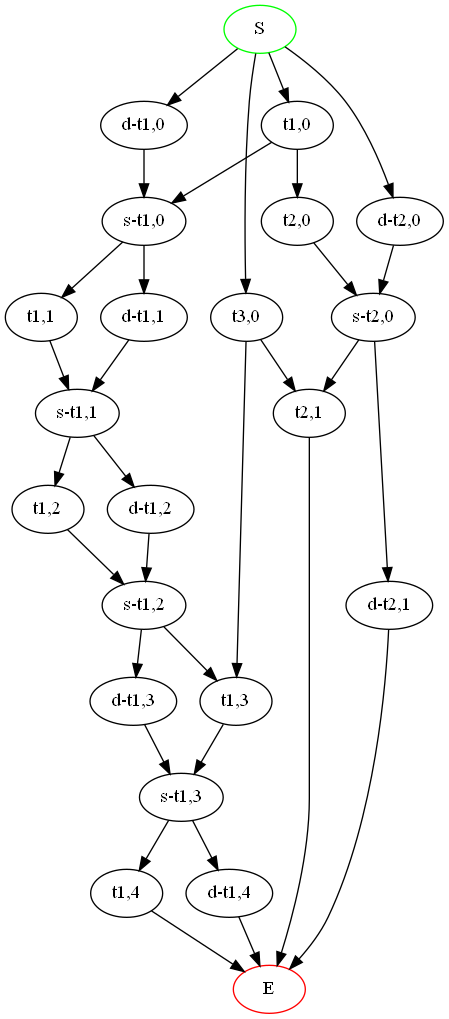 S
d-t1,0
t1,0
s-t1,0
t2,0
d-t2,0
t1,1
d-t1,1
t3,0
s-t2,0
s-t1,1
t2,1
t1,2
d-t1,2
s-t1,2
d-t2,1
d-t1,3
t1,3
s-t1,3
t1,4
d-t1,4
E